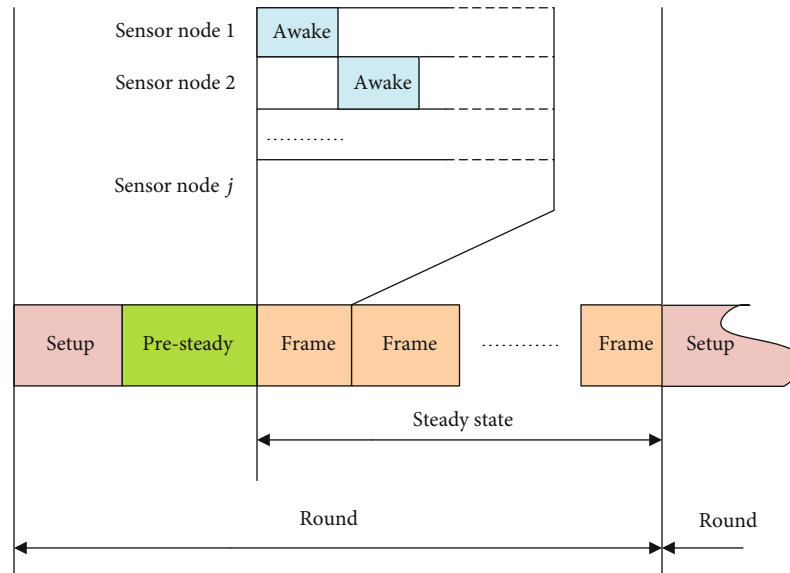 Sensor node 1 Awake
Sensor node 2 Awake
...........
Sensor node j
Setup Pre-steady Frame Frame ........... Frame Setup
Steady state
Round Round